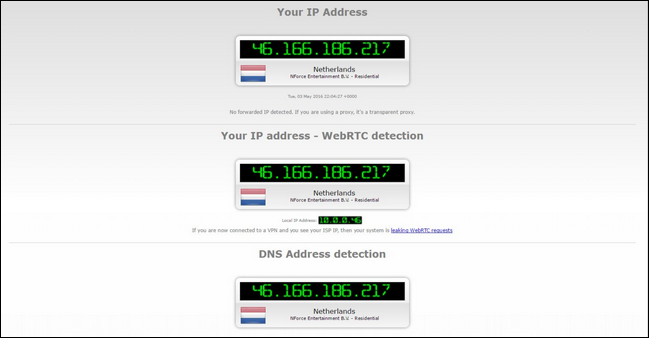 Your IP Address
46.166.186.217
Netherlands
NForce Entertainment B.V. - Residential
Tue, 03 May 2016 22:04:27 +0000
No forwarded IP detected. If you are using a proxy, it's a transparent proxy.
Your IP address - WebRTC detection
46.166.186.217
Netherlands
NForce Entertainment B.V. - Residential
Local IP Address: 10.0.0.46
If you are now connected to a VPN and you see your ISP IP, then your system is leaking WebRTC requests
DNS Address detection
46.166.186.217
Netherlands
NForce Entertainment B.V. - Residential